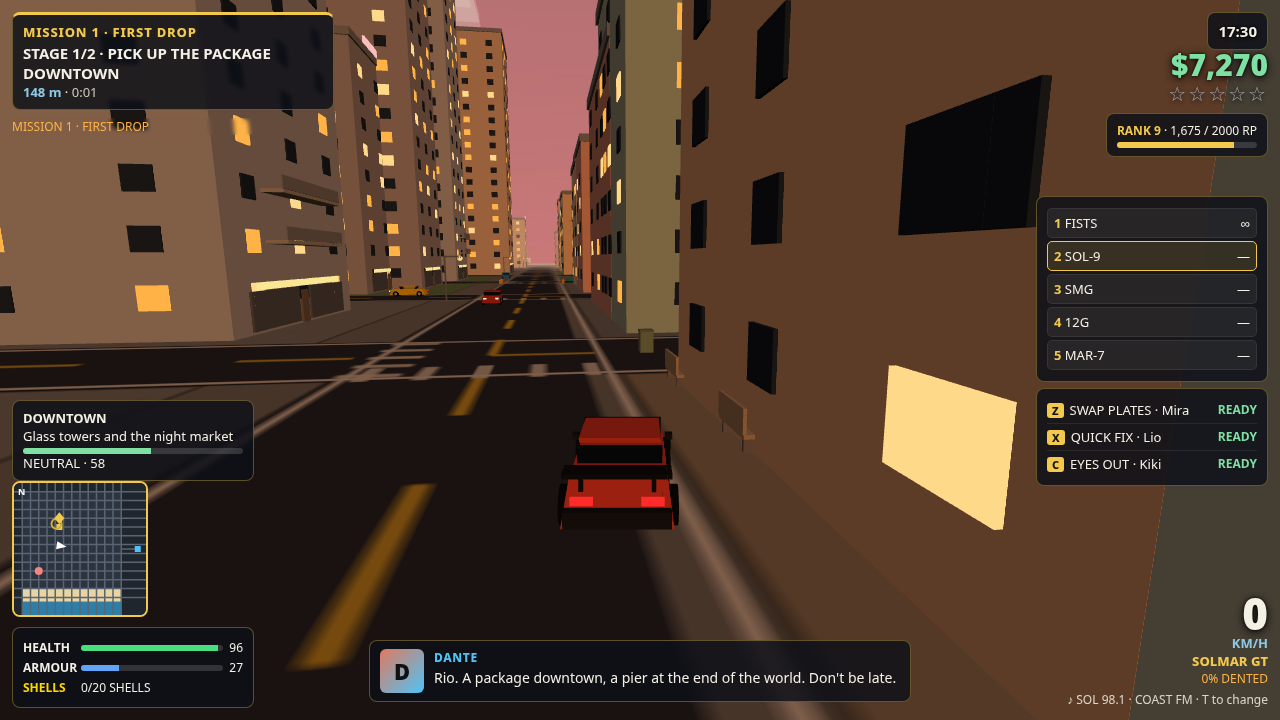 MISSION 1 · FIRST DROP
STAGE 1/2 · PICK UP THE PACKAGE
DOWNTOWN
148 m · 0:01
MISSION 1 · FIRST DROP
17:30
$7,270
☆☆☆☆☆
RANK 9 · 1,675 / 2000 RP
1 FISTS ∞
2 SOL-9 —
3 SMG —
4 12G —
5 MAR-7 —
Z SWAP PLATES · Mira READY
X QUICK FIX · Lio READY
C EYES OUT · Kiki READY
DOWNTOWN
Glass towers and the night market
NEUTRAL · 58
N
HEALTH 96
ARMOUR 27
SHELLS 0/20 SHELLS
D
DANTE
Rio. A package downtown, a pier at the end of the world. Don't be late.
0
KM/H
SOLMAR GT
0% DENTED
♪ SOL 98.1 · COAST FM · T to change